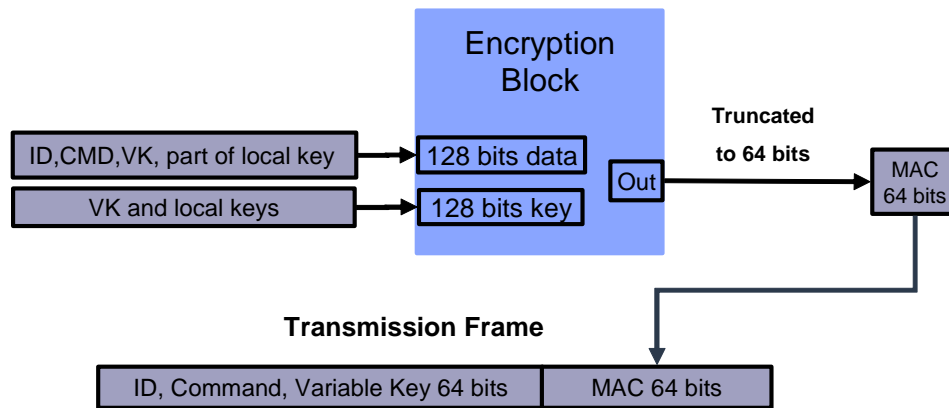 Encryption
Block
Truncated
to 64 bits
ID,CMD,VK, part of local key
128 bits data
Out
MAC
64 bits
VK and local keys
128 bits key
Transmission Frame
ID, Command, Variable Key 64 bits
MAC 64 bits